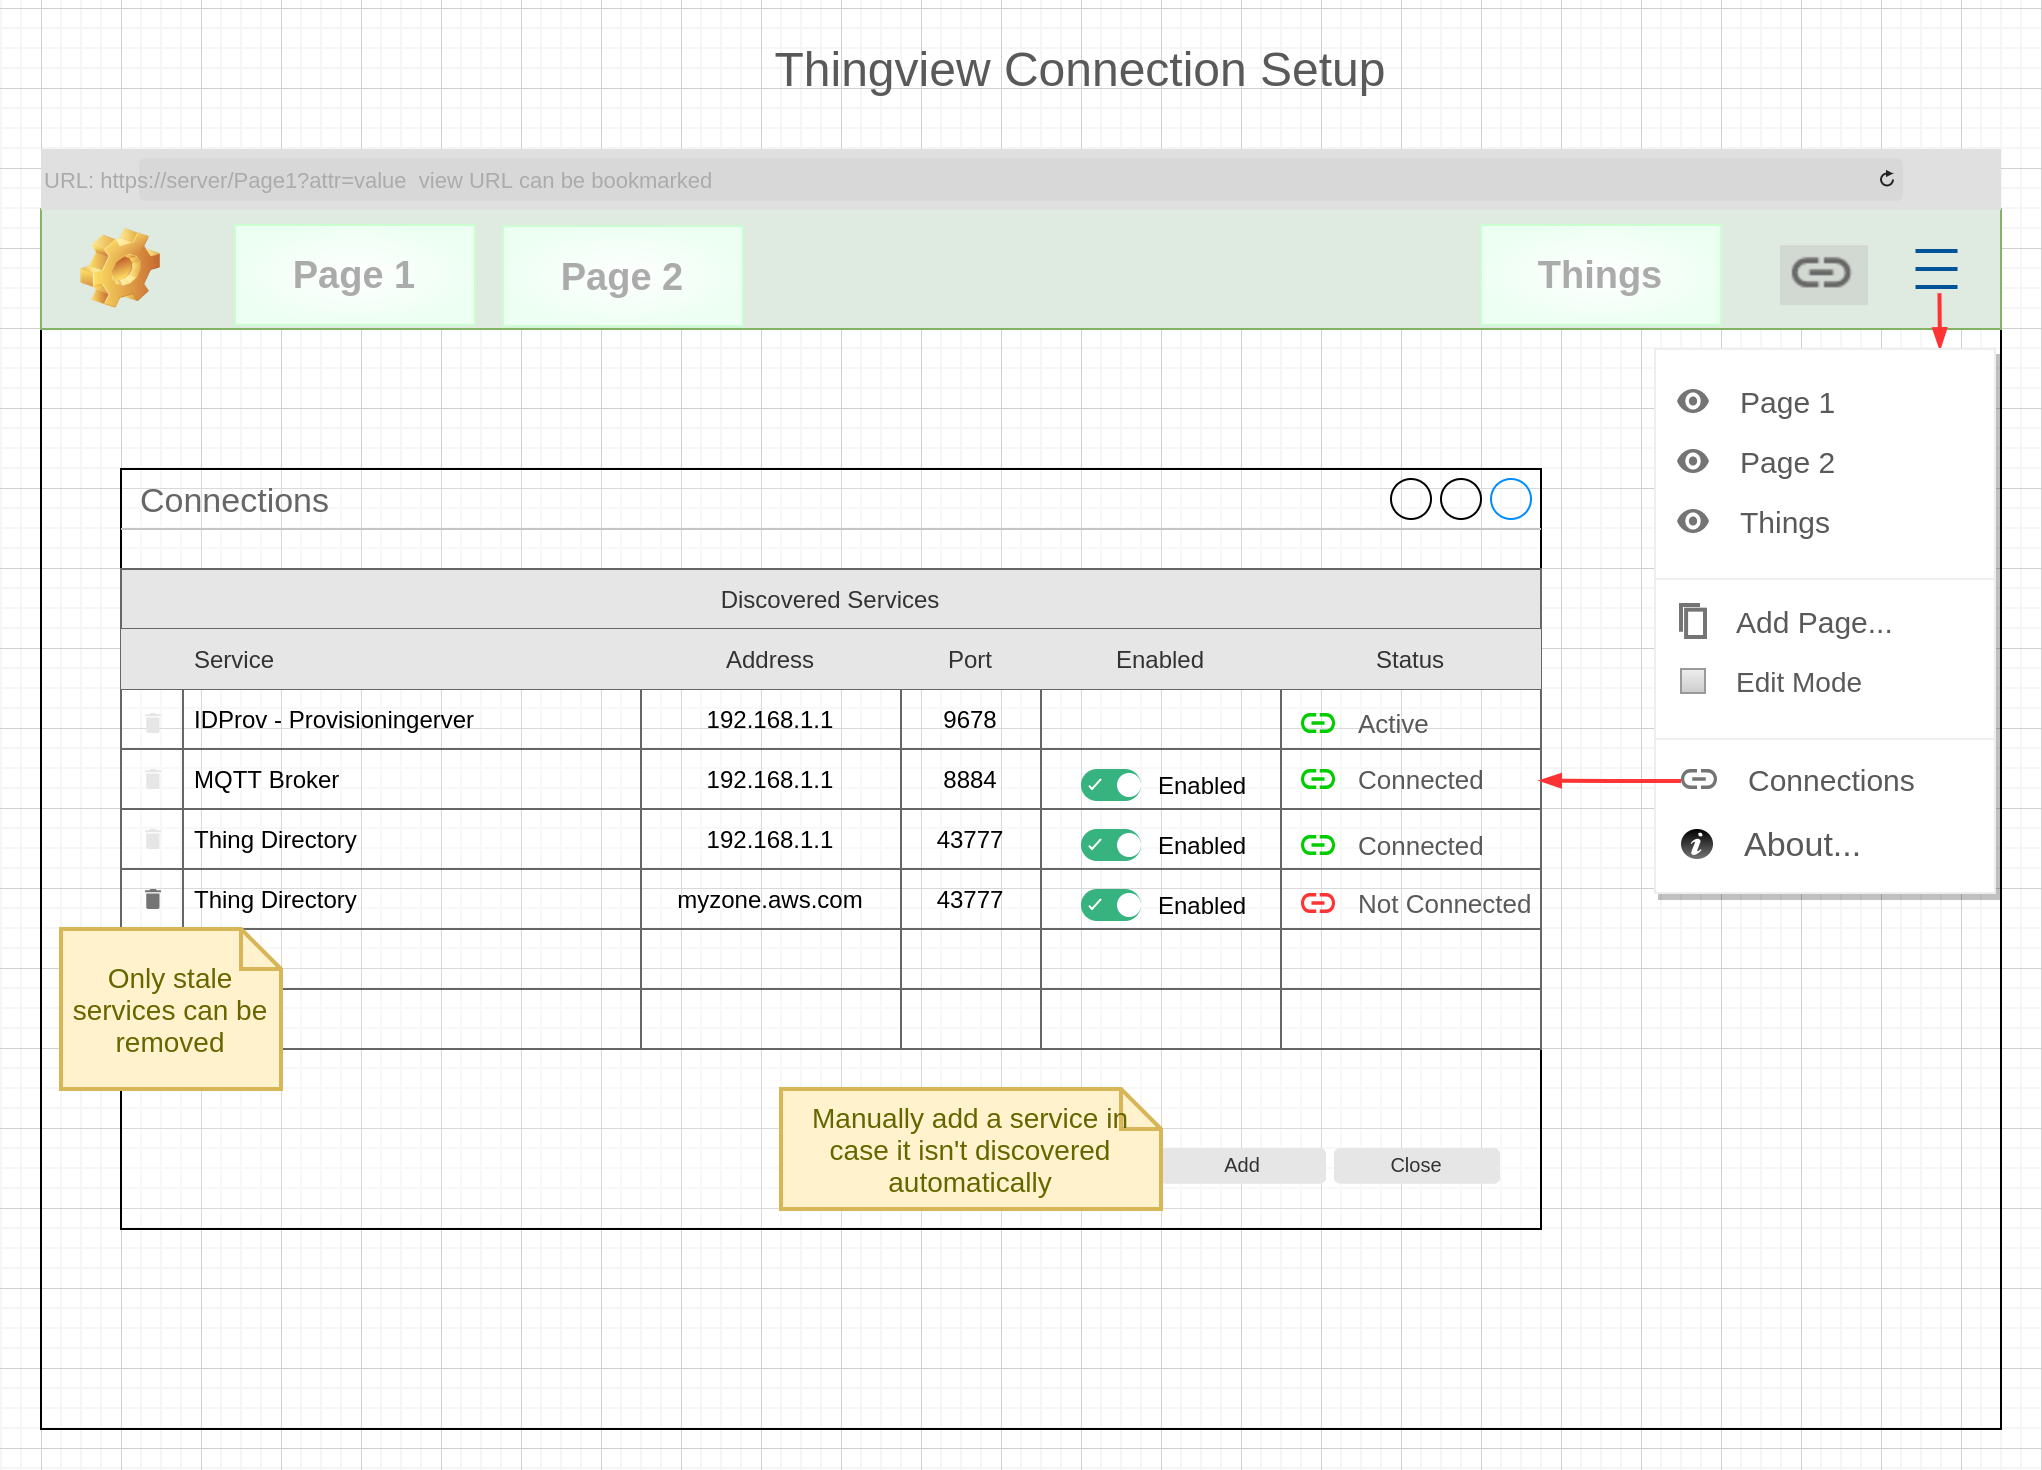 Thingview Connection Setup
URL: https://server/Page1?attr=value  view URL can be bookmarked
Page 1
Page 2
Things
Page 1
Page 2
Things
Add Page...
Edit Mode
Connections
About...
Connections
Discovered Services
Service Address Port Enabled Status
IDProv - Provisioningerver 192.168.1.1 9678 Active
MQTT Broker 192.168.1.1 8884 Enabled Connected
Thing Directory 192.168.1.1 43777 Enabled Connected
Thing Directory myzone.aws.com 43777 Enabled Not Connected
Only stale
services can be
removed
Manually add a service in
case it isn't discovered
automatically
Add
Close